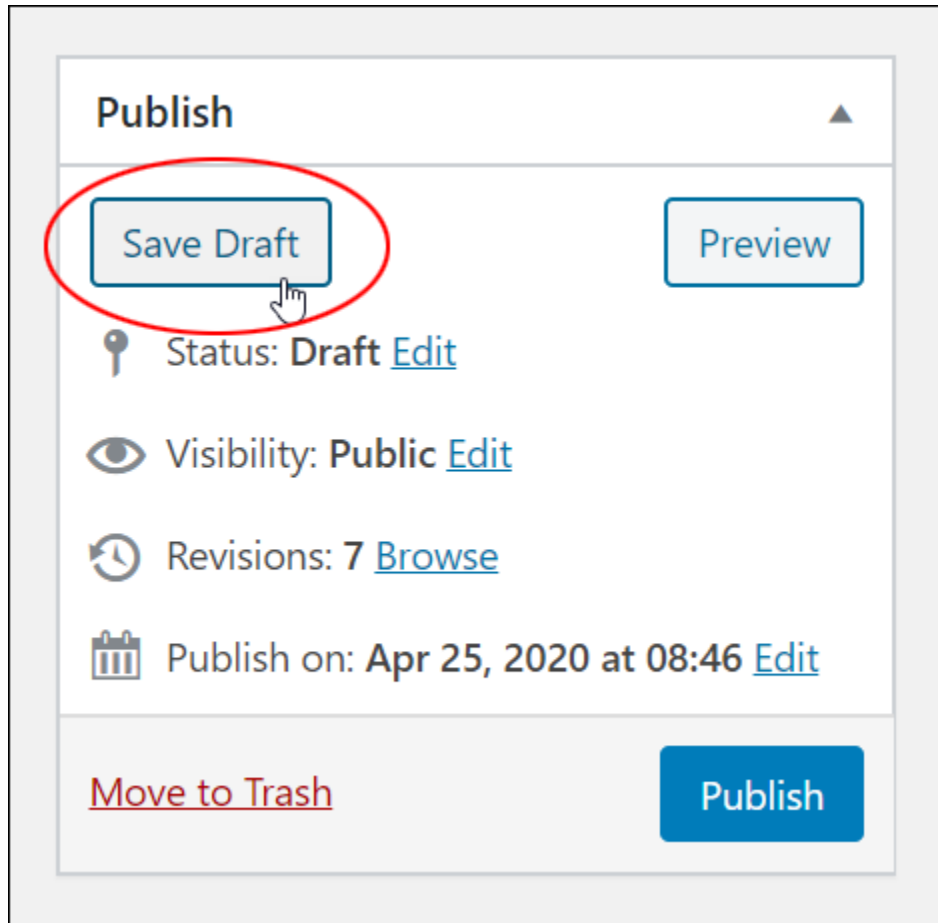 Publish
Save Draft
Preview
Status: Draft Edit
Visibility: Public Edit
Revisions: 7 Browse
Publish on: Apr 25, 2020 at 08:46 Edit
Move to Trash
Publish